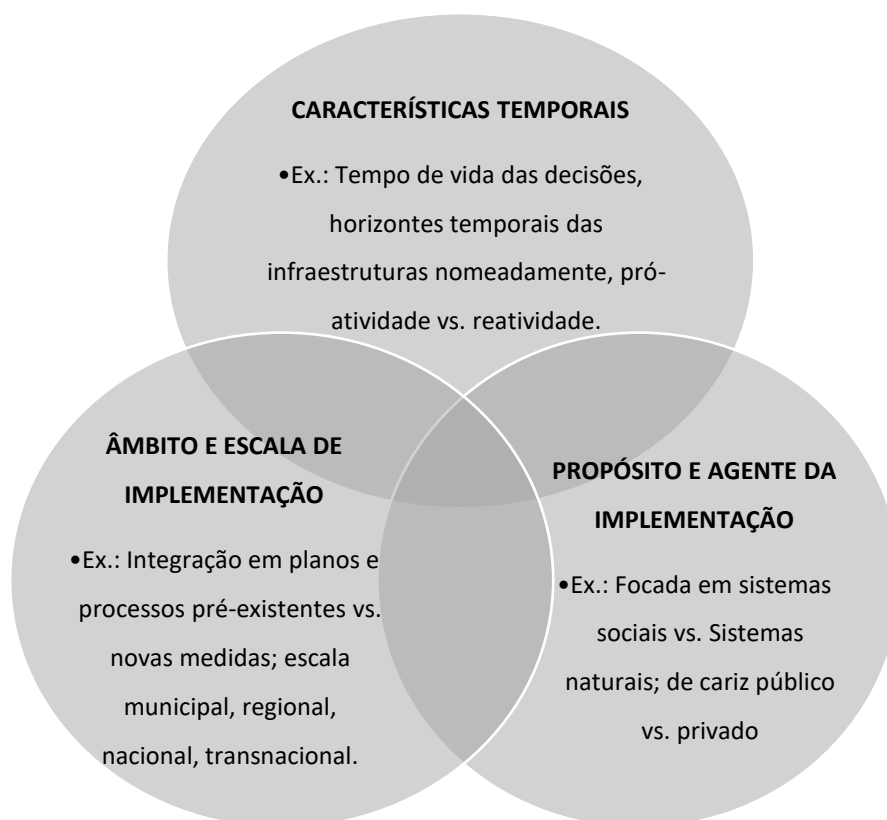 CARACTERÍSTICAS TEMPORAIS
•Ex.: Tempo de vida das decisões,
horizontes temporais das
infraestruturas nomeadamente, pró-
atividade vs. reatividade.
ÂMBITO E ESCALA DE
IMPLEMENTAÇÃO
•Ex.: Integração em planos e
processos pré-existentes vs.
novas medidas; escala
municipal, regional,
nacional, transnacional.
PROPÓSITO E AGENTE DA
IMPLEMENTAÇÃO
•Ex.: Focada em sistemas
sociais vs. Sistemas
naturais; de cariz público
vs. privado